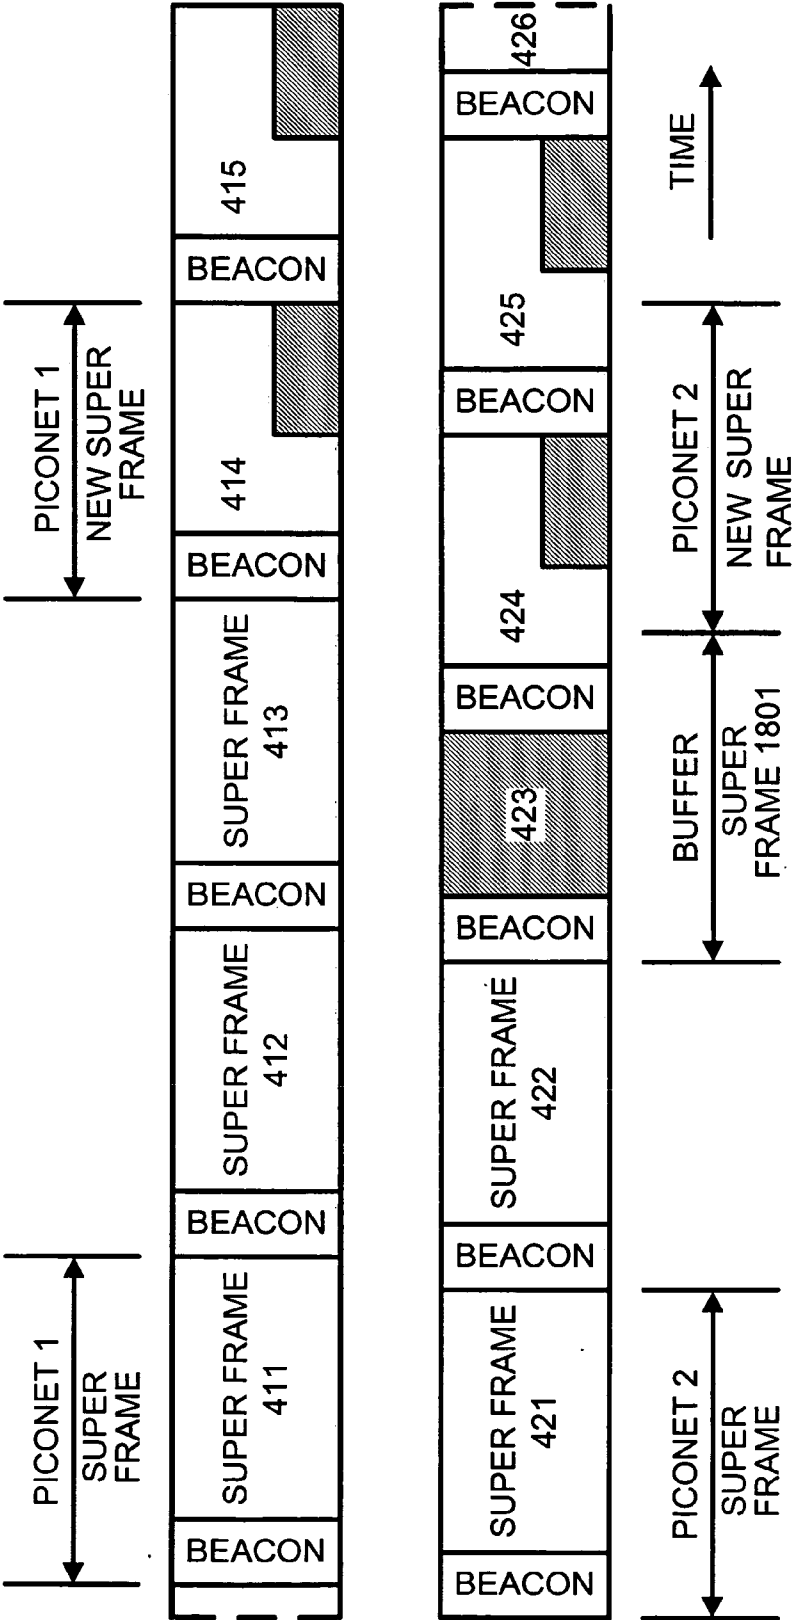 PICONET 1
SUPER
FRAME
PICONET 1
NEW SUPER
FRAME
BEACON
SUPER FRAME
411
BEACON
SUPER FRAME
412
BEACON
SUPER FRAME
413
BEACON
414
BEACON
415
BEACON
SUPER FRAME
421
BEACON
SUPER FRAME
422
BEACON
423
BEACON
424
BEACON
425
BEACON
426
PICONET 2
SUPER
FRAME
BUFFER
SUPER
FRAME 1801
PICONET 2
NEW SUPER
FRAME
TIME